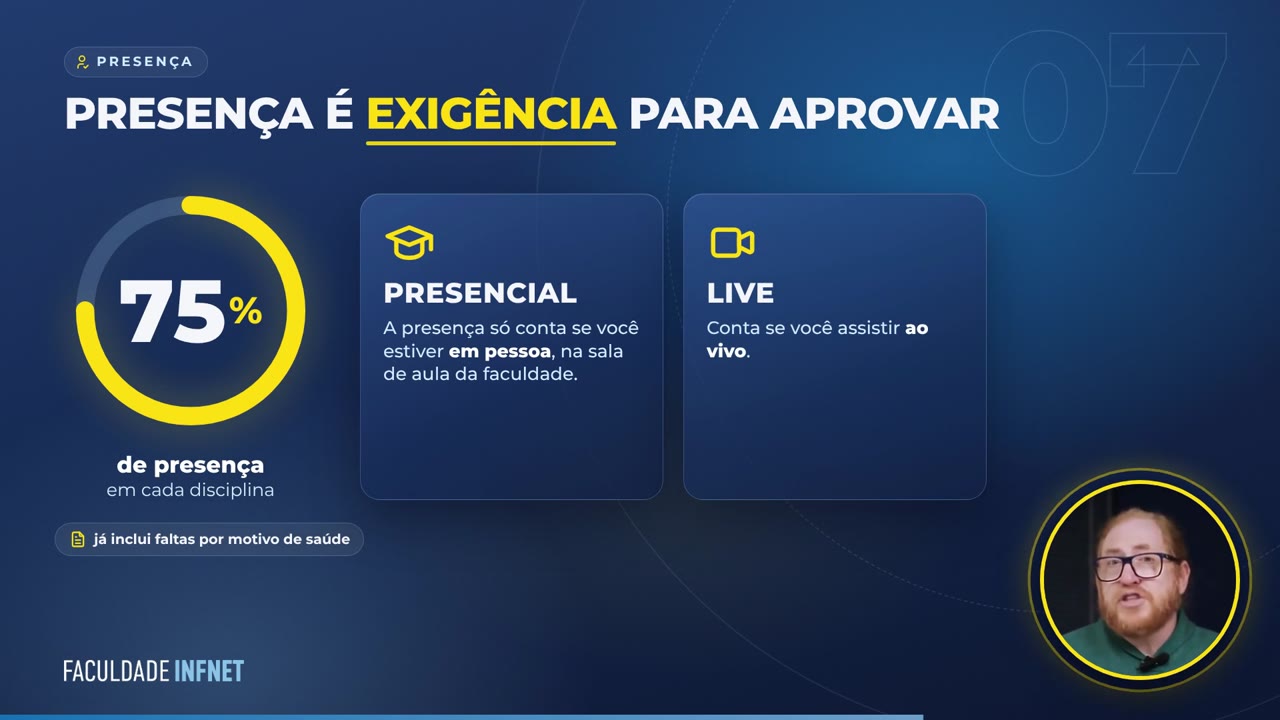 PRESENÇA
07
PRESENÇA É EXIGÊNCIA PARA APROVAR
75%
de presença
em cada disciplina
já inclui faltas por motivo de saúde
PRESENCIAL
A presença só conta se você
estiver em pessoa, na sala
de aula da faculdade.
LIVE
Conta se você assistir ao
vivo.
FACULDADE INFNET